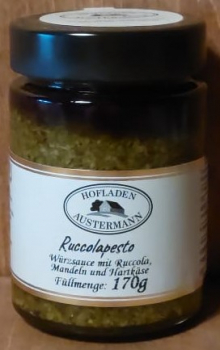 HOFLADEN
AUSTERMANN
Ruccolapesto
Würzsauce mit Ruccola,
Mandeln und Hartkäse
Füllmenge: 170g